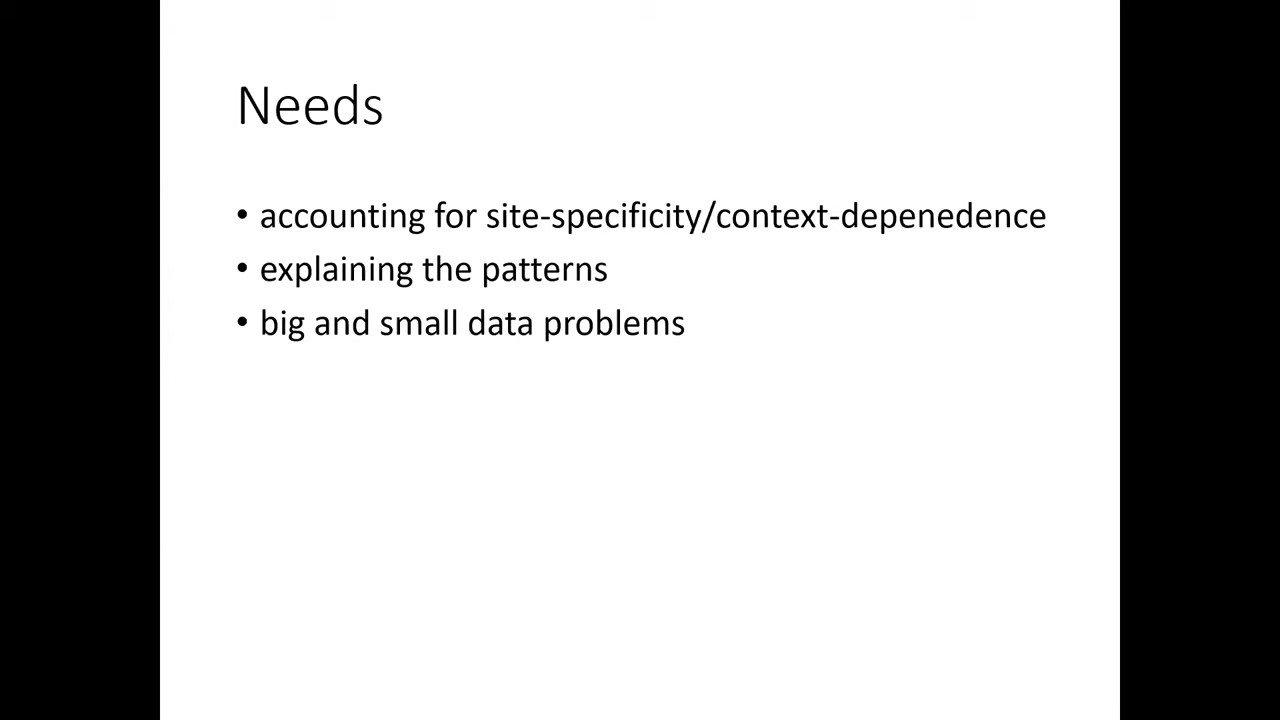 Needs
• accounting for site-specificity/context-depenedence
• explaining the patterns
• big and small data problems